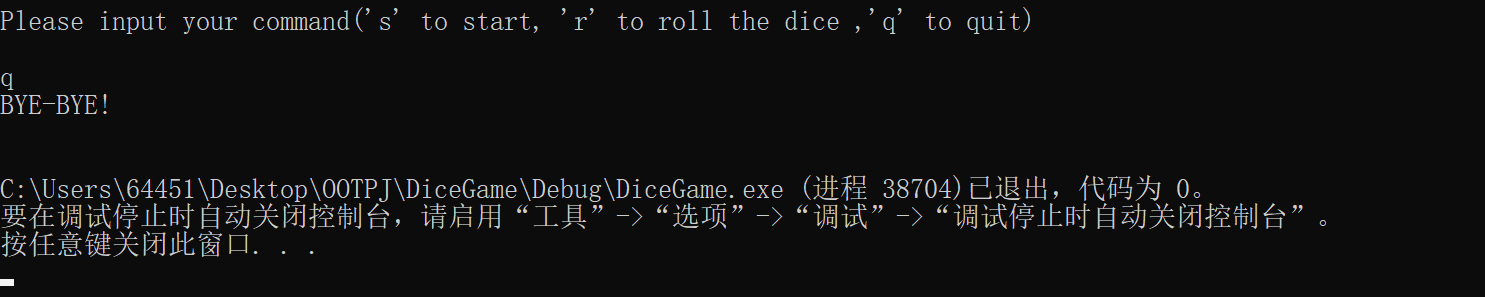 Please input your command('s' to start, 'r' to roll the dice ,'q' to quit)
q
BYE-BYE!
C:\Users\64451\Desktop\OOTPJ\DiceGame\Debug\DiceGame.exe (进程 38704)已退出，代码为 0。
要在调试停止时自动关闭控制台，请启用“工具”->“选项”->“调试”->“调试停止时自动关闭控制台”。
按任意键关闭此窗口. . .